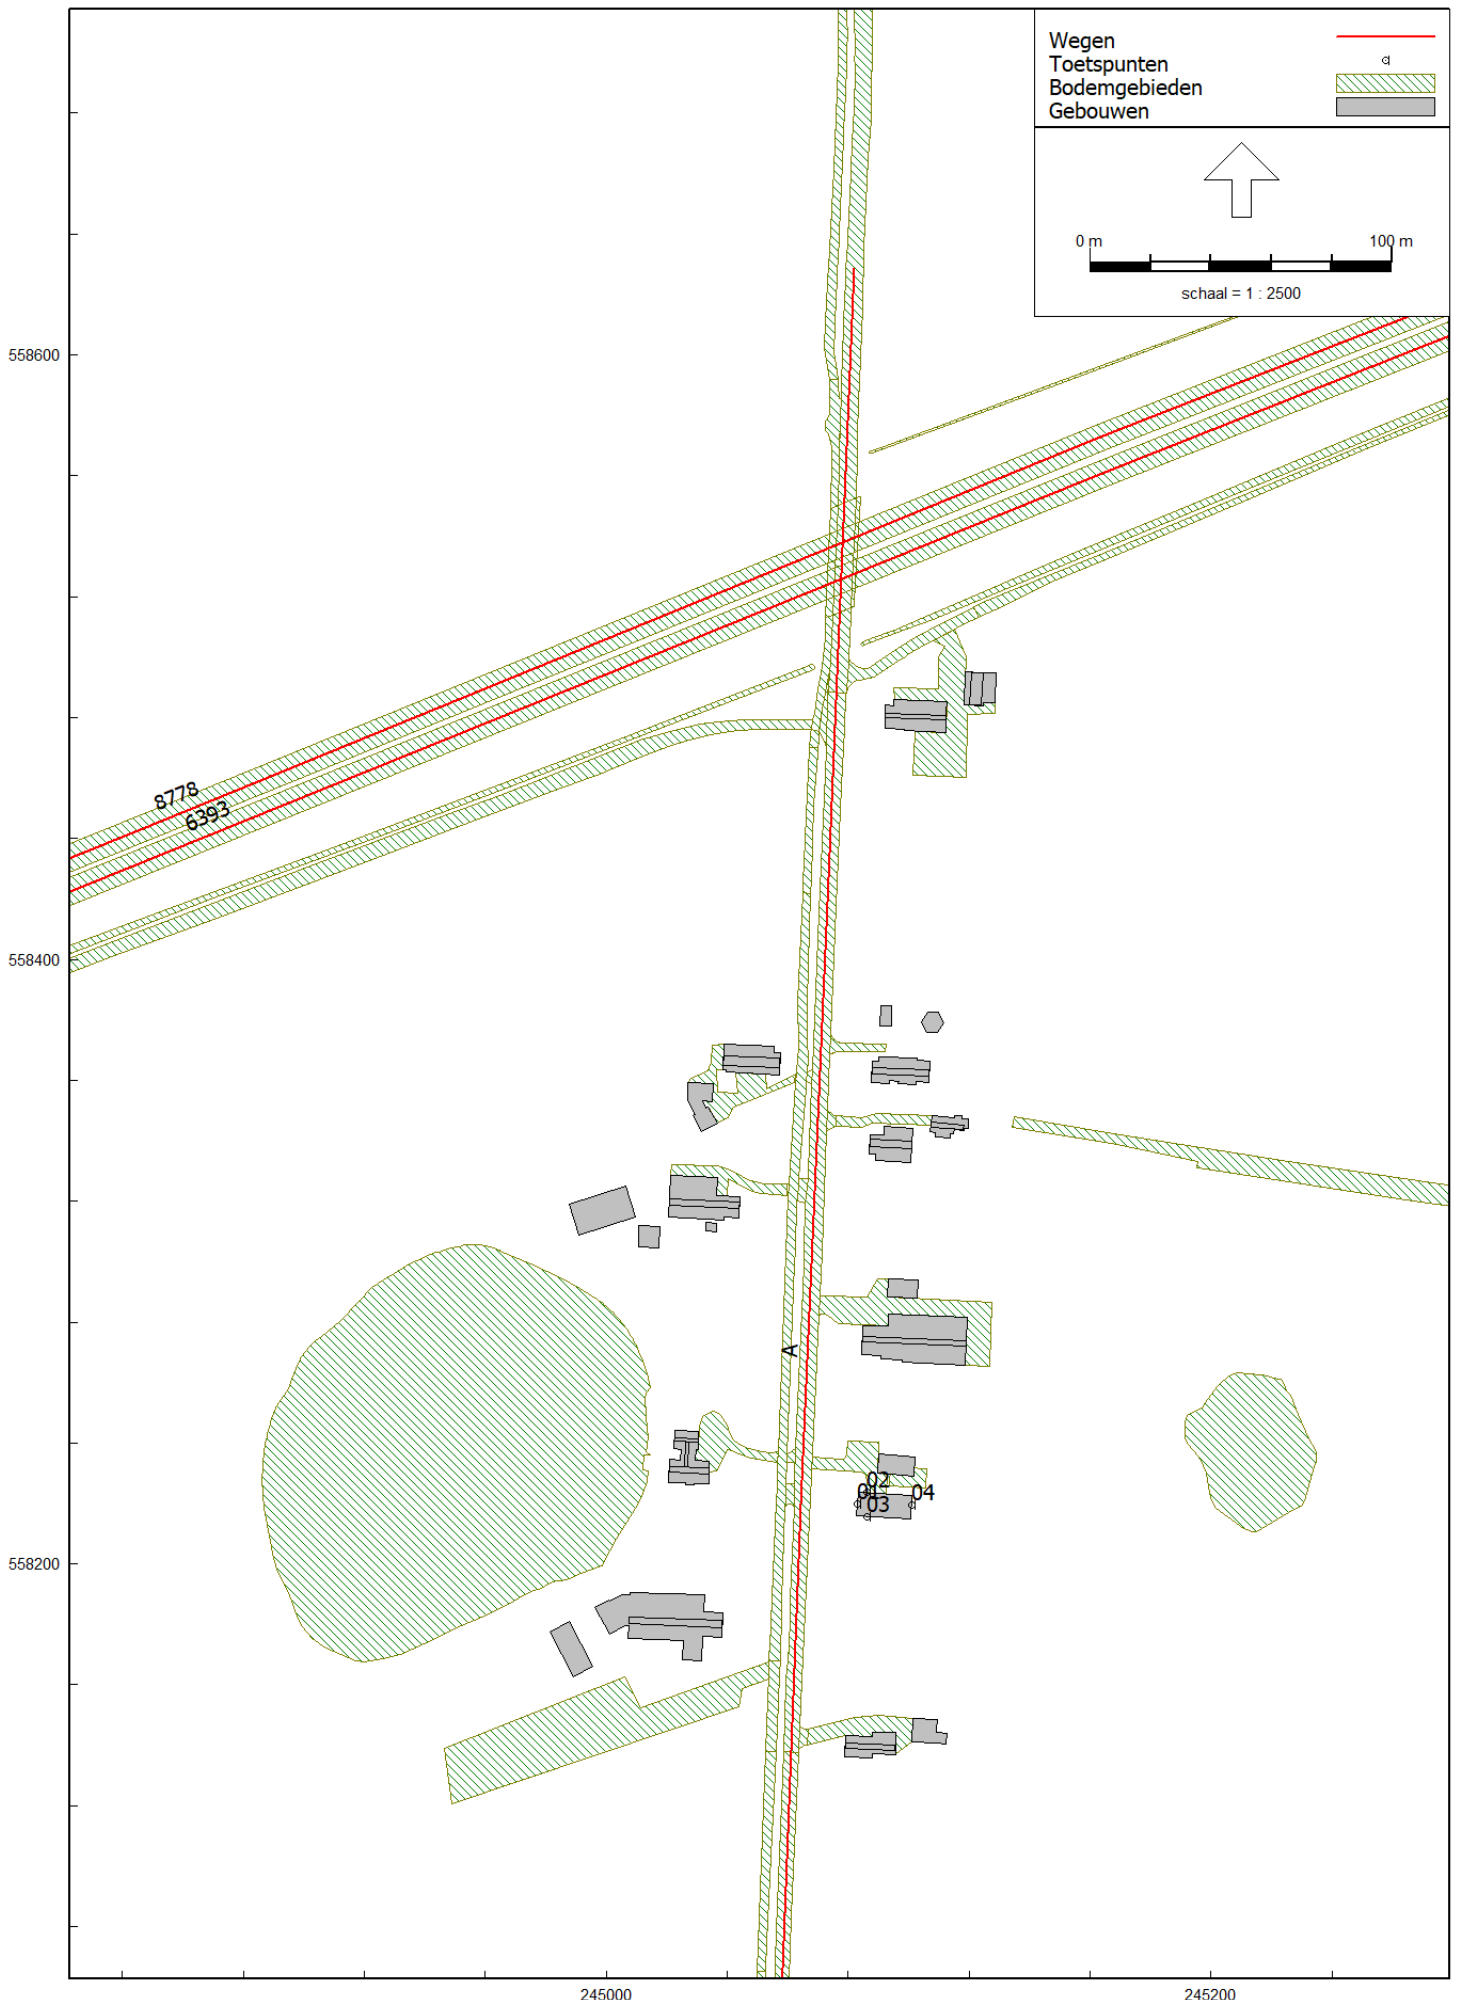 Wegen
Toetspunten
Bodemgebieden
Gebouwen
0 m 100 m
schaal = 1 : 2500
558600
8778
6393
558400
A
02
01 04
03
558200
245000 245200